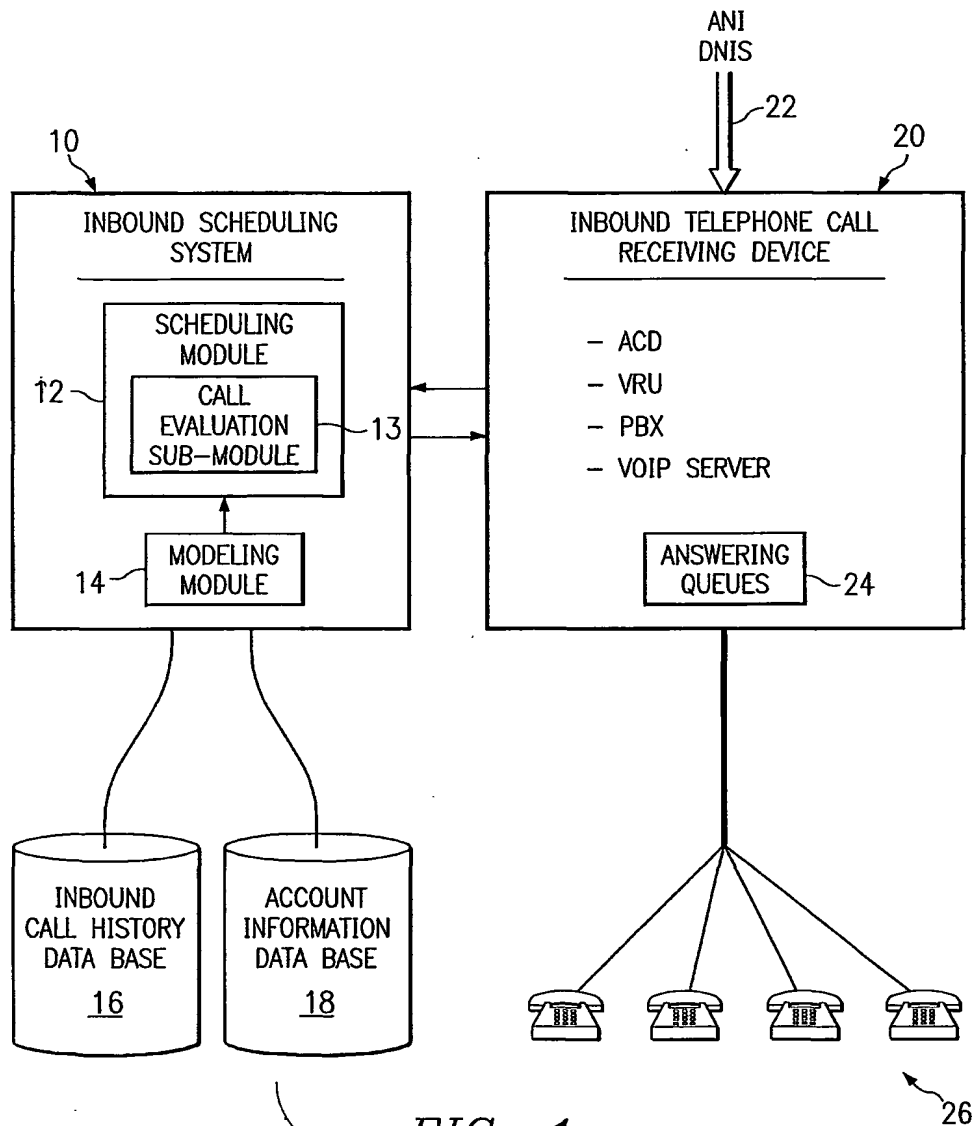 ANI
DNIS
22
10
20
INBOUND SCHEDULING
SYSTEM
SCHEDULING
MODULE
12
CALL
EVALUATION
SUB-MODULE
13
MODELING
MODULE
14
INBOUND TELEPHONE CALL
RECEIVING DEVICE
- ACD
- VRU
- PBX
- VOIP SERVER
ANSWERING
QUEUES
24
INBOUND
CALL HISTORY
DATA BASE
16
ACCOUNT
INFORMATION
DATA BASE
18
26
FIG. 1